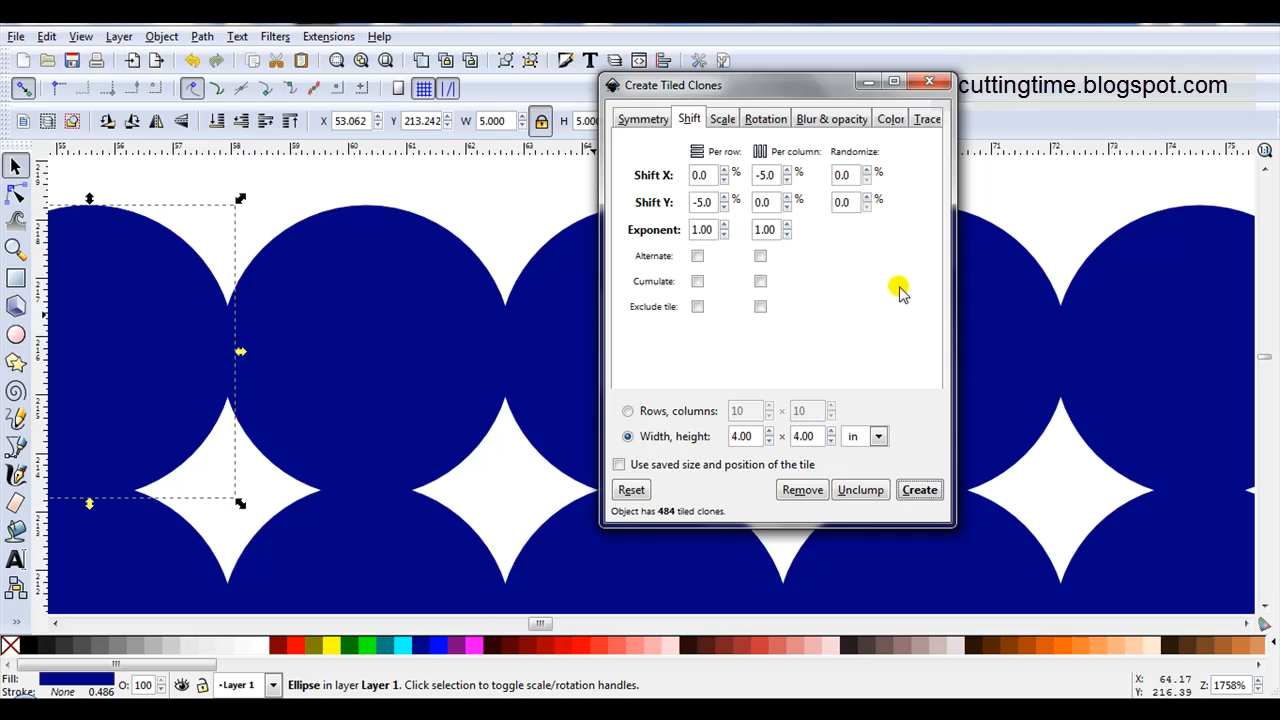 cuttingtime.blogspot.com
File Edit View Layer Object Path Text Filters Extensions Help
X 53.062 Y 213.242 W 5.000 H 5.000
Create Tiled Clones
Symmetry Shift Scale Rotation Blur & opacity Color Trace
Per row: Per column: Randomize:
Shift X: 0.0 % -5.0 % 0.0 %
Shift Y: -5.0 % 0.0 % 0.0 %
Exponent: 1.00 1.00
Alternate:
Cumulate:
Exclude tile:
Rows, columns: 10 × 10
Width, height: 4.00 × 4.00 in
Use saved size and position of the tile
Reset Remove Unclump Create
Object has 484 tiled clones.
Fill:
Stroke: None 0.486 O: 100 Layer 1 Ellipse in layer Layer 1. Click selection to toggle scale/rotation handles. X: 64.17 Y: 216.39 Z: 1758%